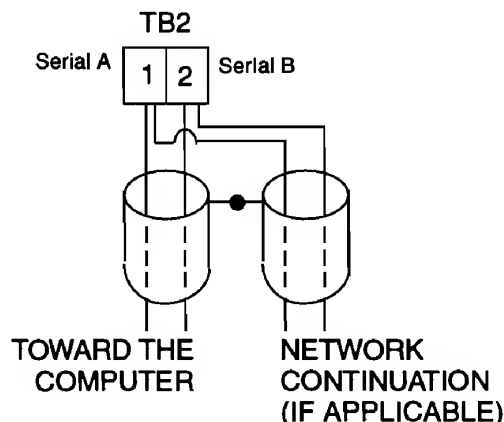 TB2
Serial A 1 2 Serial B
TOWARD THE
COMPUTER
NETWORK
CONTINUATION
(IF APPLICABLE)